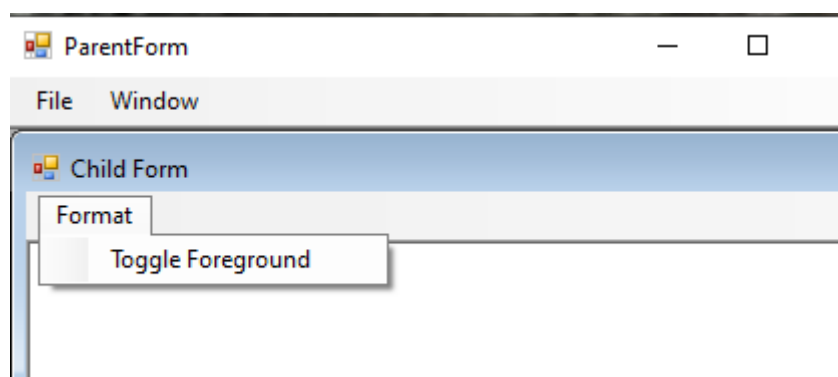 ParentForm
File Window
Child Form
Format
Toggle Foreground